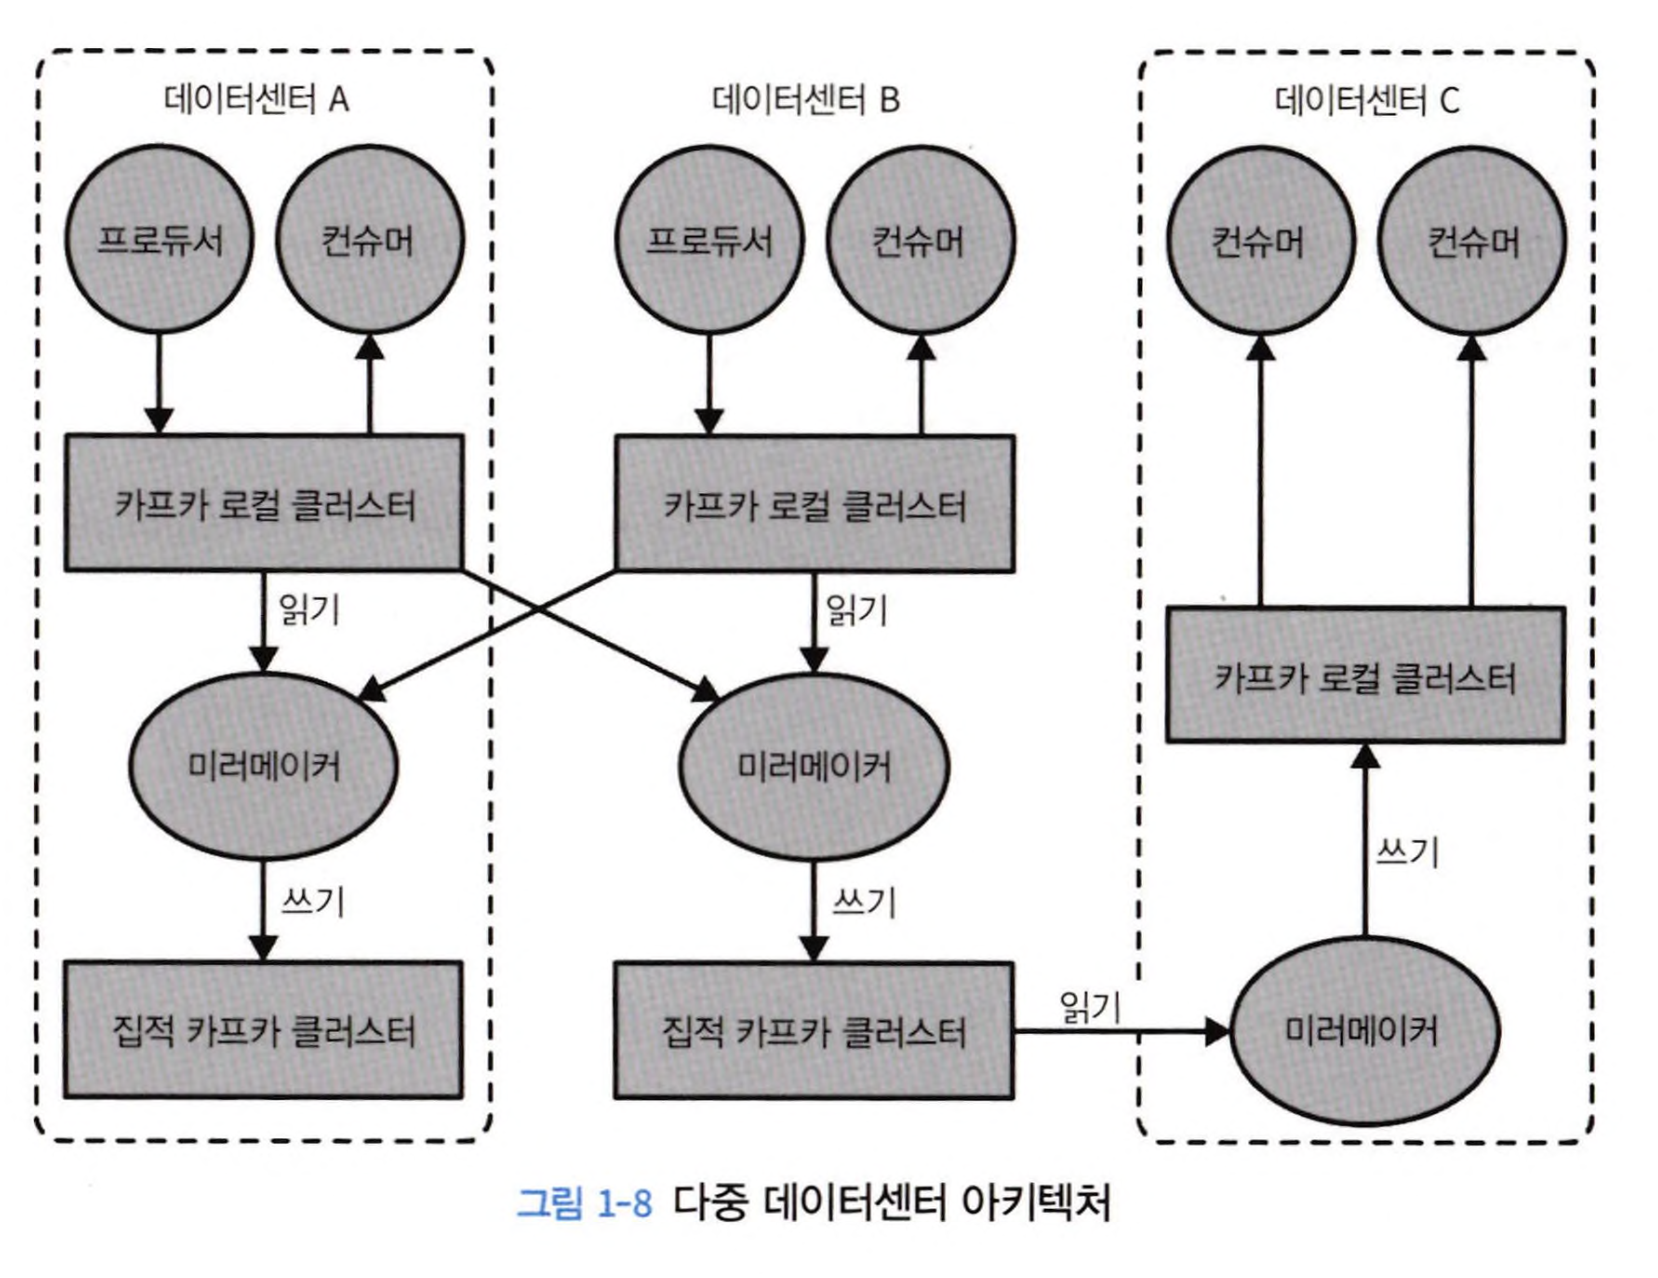 데이터센터 A
데이터센터 B
데이터센터 C
프로듀서
컨슈머
프로듀서
컨슈머
컨슈머
컨슈머
카프카 로컬 클러스터
카프카 로컬 클러스터
읽기
읽기
카프카 로컬 클러스터
미러메이커
미러메이커
쓰기
쓰기
쓰기
집적 카프카 클러스터
집적 카프카 클러스터
읽기
미러메이커
그림 1-8 다중 데이터센터 아키텍처